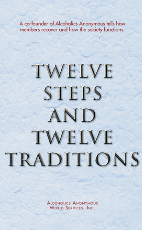 A co-founder of Alcoholics Anonymous tells how
members recover and how the society functions.
TWELVE
STEPS
AND
TWELVE
TRADITIONS
ALCOHOLICS ANONYMOUS
WORLD SERVICES, INC.